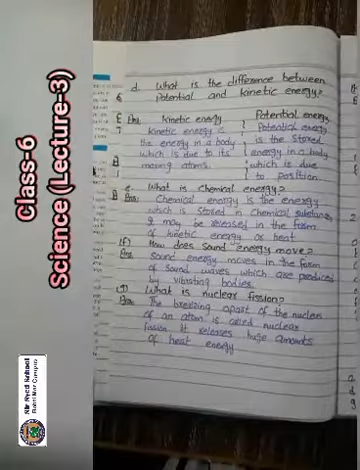 Class-6
Science (Lecture-3)
Sir Syed School
d. What is the difference between
Potential and kinetic energy?
Ans. Kinetic energy Potential energy
Kinetic energy is Potential energy
the energy in a body is the stored
which is due to its energy in a body
moving atoms. which is due
to position
e. What is chemical energy?
Ans: Chemical energy is the energy
which is stored in chemical substances
may be released in the form
of kinetic energy or heat
(f) How does sound energy move?
Ans Sound energy moves in the form
of sound waves which are produced
by vibrating bodies.
(g) What is nuclear fission?
Ans The breaking apart of the nucleus
of an atom is called nuclear
fission. It releases huge amounts
of heat energy